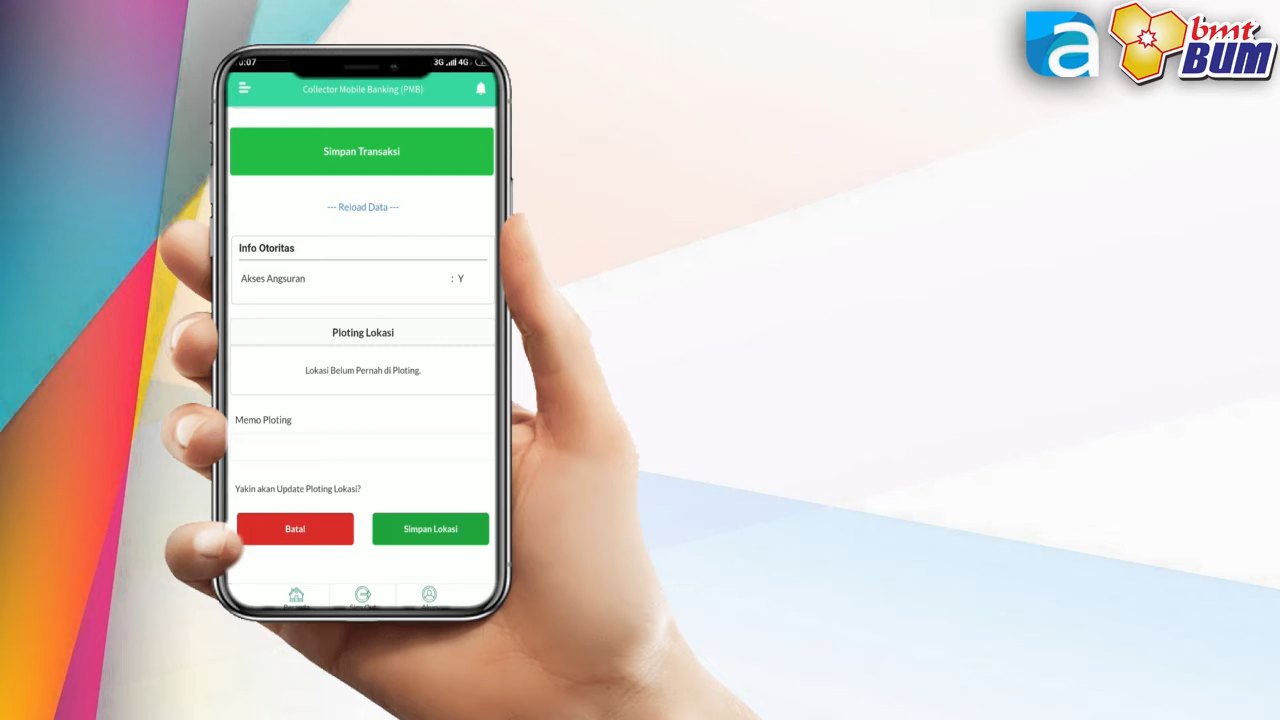 0:07
3G 4G
Collector Mobile Banking (PMB)
Simpan Transaksi
--- Reload Data ---
Info Otoritas
Akses Angsuran : Y
Ploting Lokasi
Lokasi Belum Pernah di Ploting.
Memo Ploting
Yakin akan Update Ploting Lokasi?
Batal
Simpan Lokasi
a
bmt
BUM